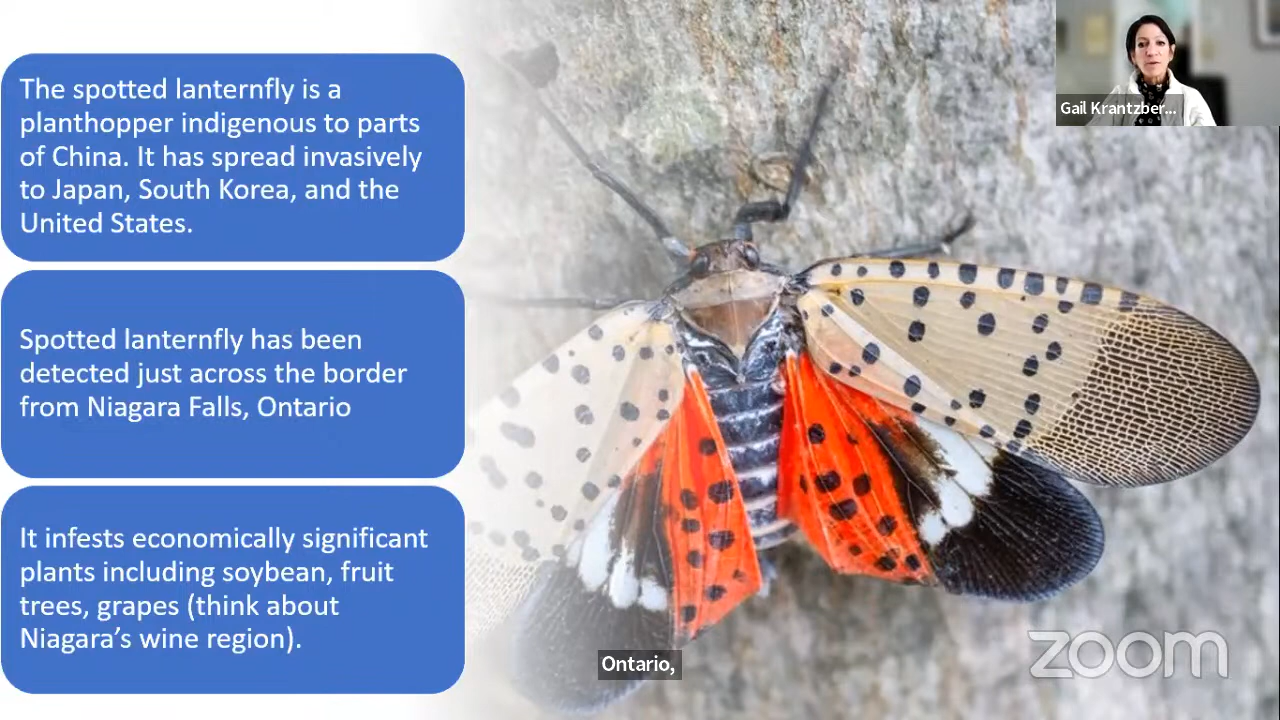 The spotted lanternfly is a
planthopper indigenous to parts
of China. It has spread invasively
to Japan, South Korea, and the
United States.
Spotted lanternfly has been
detected just across the border
from Niagara Falls, Ontario
It infests economically significant
plants including soybean, fruit
trees, grapes (think about
Niagara's wine region).
Gail Krantzber...
Ontario,
zoom